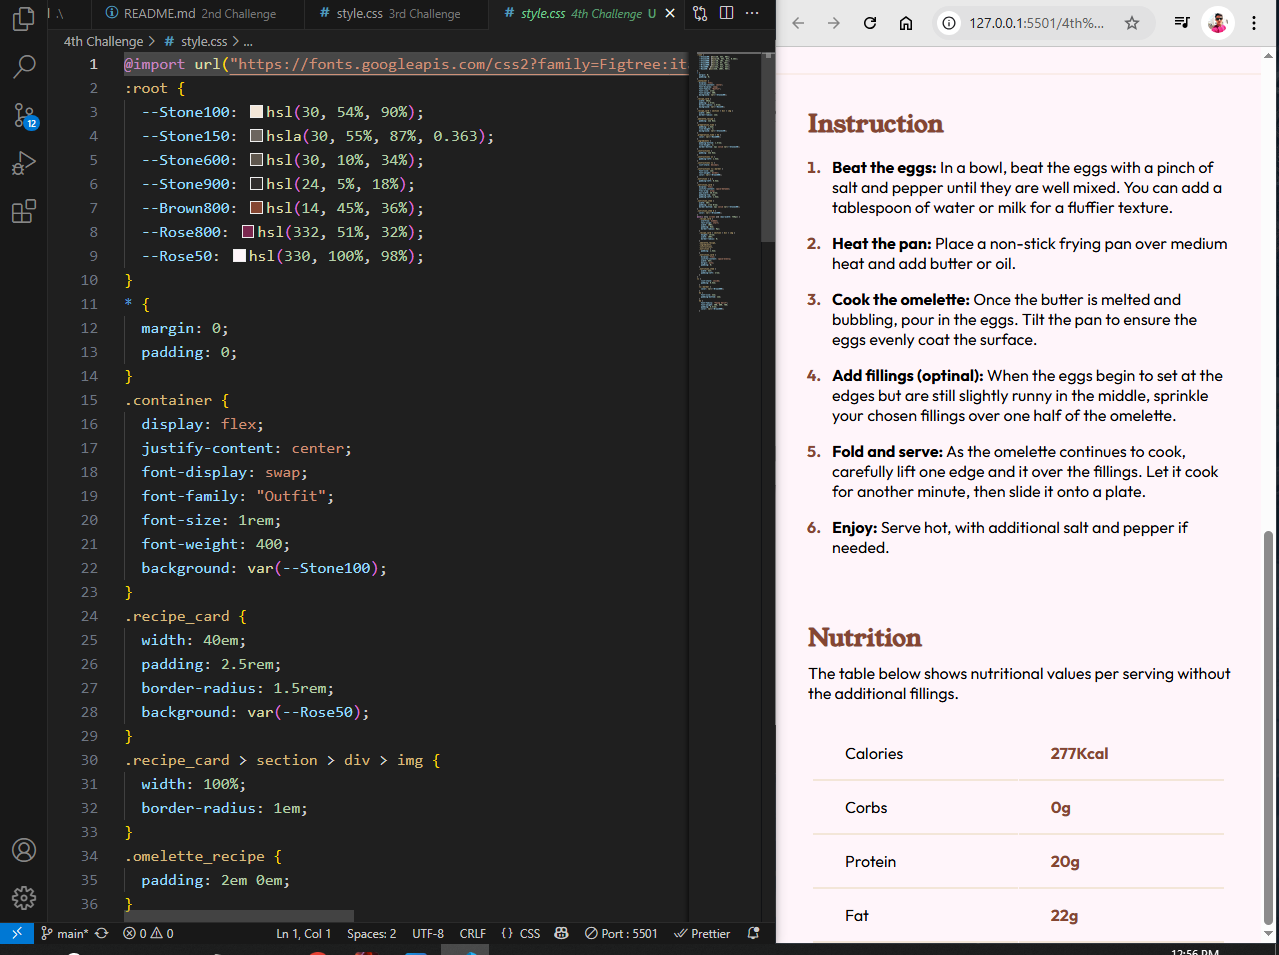 .\
README.md 2nd Challenge
# style.css 3rd Challenge
# style.css 4th Challenge U
4th Challenge > # style.css > ...
1 @import url("https://fonts.googleapis.com/css2?family=Figtree:it
2 :root {
3 --Stone100: hsl(30, 54%, 90%);
4 --Stone150: hsla(30, 55%, 87%, 0.363);
5 --Stone600: hsl(30, 10%, 34%);
6 --Stone900: hsl(24, 5%, 18%);
7 --Brown800: hsl(14, 45%, 36%);
8 --Rose800: hsl(332, 51%, 32%);
9 --Rose50: hsl(330, 100%, 98%);
10 }
11 * {
12 margin: 0;
13 padding: 0;
14 }
15 .container {
16 display: flex;
17 justify-content: center;
18 font-display: swap;
19 font-family: "Outfit";
20 font-size: 1rem;
21 font-weight: 400;
22 background: var(--Stone100);
23 }
24 .recipe_card {
25 width: 40em;
26 padding: 2.5rem;
27 border-radius: 1.5rem;
28 background: var(--Rose50);
29 }
30 .recipe_card > section > div > img {
31 width: 100%;
32 border-radius: 1em;
33 }
34 .omelette_recipe {
35 padding: 2em 0em;
36 }
12
main* 0 0 Ln 1, Col 1 Spaces: 2 UTF-8 CRLF {} CSS Port : 5501 Prettier
127.0.0.1:5501/4th%...
Instruction
1. Beat the eggs: In a bowl, beat the eggs with a pinch of
salt and pepper until they are well mixed. You can add a
tablespoon of water or milk for a fluffier texture.
2. Heat the pan: Place a non-stick frying pan over medium
heat and add butter or oil.
3. Cook the omelette: Once the butter is melted and
bubbling, pour in the eggs. Tilt the pan to ensure the
eggs evenly coat the surface.
4. Add fillings (optinal): When the eggs begin to set at the
edges but are still slightly runny in the middle, sprinkle
your chosen fillings over one half of the omelette.
5. Fold and serve: As the omelette continues to cook,
carefully lift one edge and it over the fillings. Let it cook
for another minute, then slide it onto a plate.
6. Enjoy: Serve hot, with additional salt and pepper if
needed.
Nutrition
The table below shows nutritional values per serving without
the additional fillings.
Calories 277Kcal
Corbs 0g
Protein 20g
Fat 22g
12:56 PM